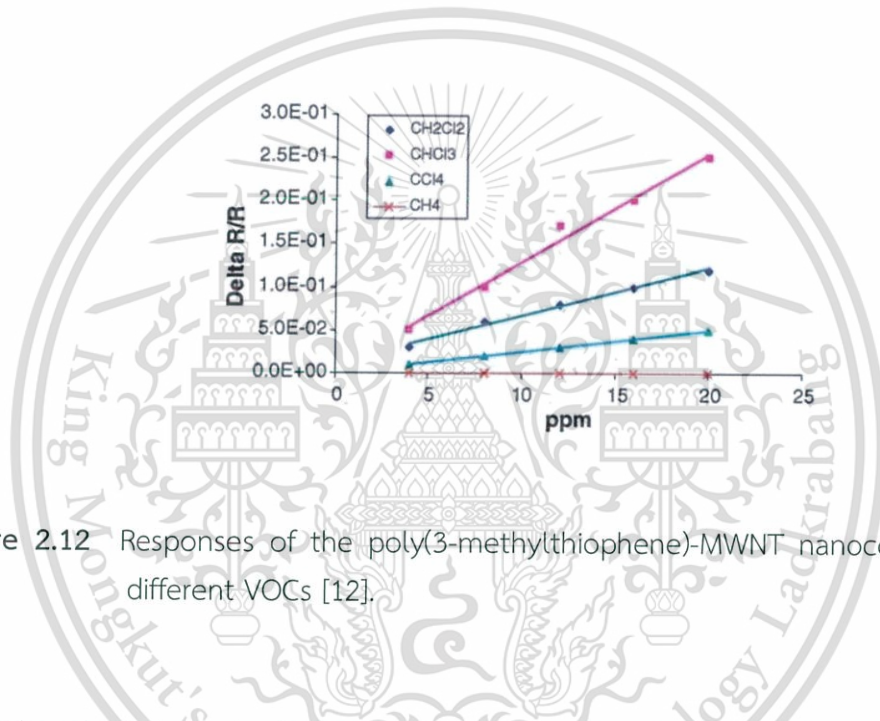 3.0E-01
2.5E-01
2.0E-01
1.5E-01
1.0E-01
5.0E-02
0.0E+00
Delta R/R
CH2Cl2
CHCl3
CCl4
CH4
0 5 10 15 20 25
ppm
e 2.12 Responses of the poly(3-methylthiophene)-MWNT nanoc
different VOCs [12].
King Mongkut's
logy Ladkrabang